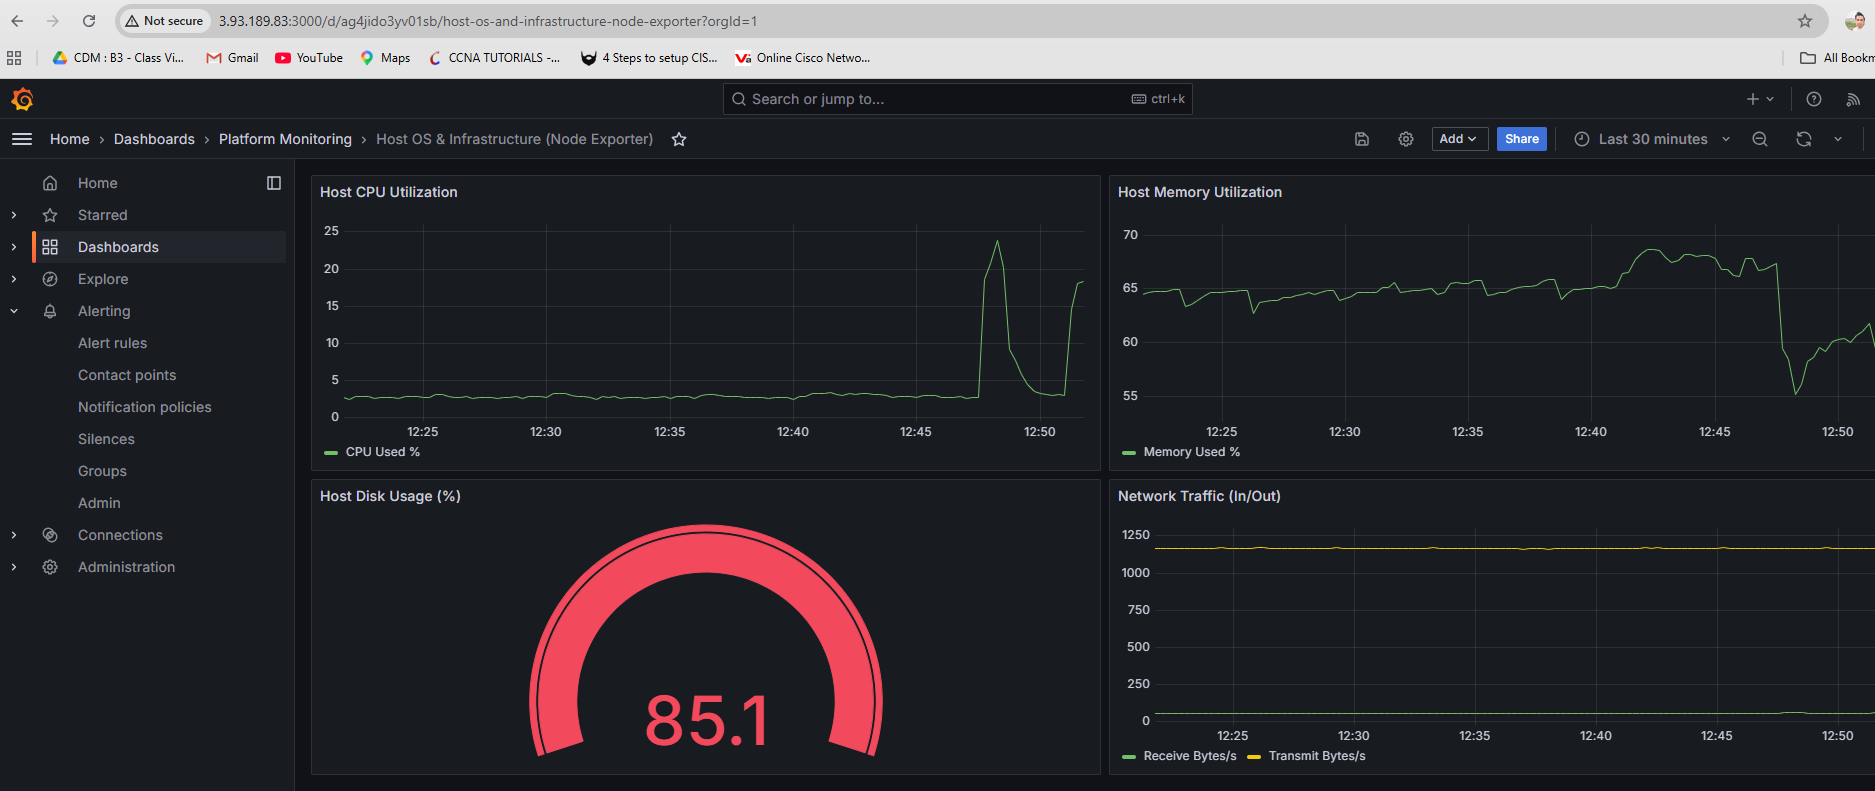 Not secure 3.93.189.83:3000/d/ag4jido3yv01sb/host-os-and-infrastructure-node-exporter?orgId=1
CDM : B3 - Class Vi... Gmail YouTube Maps CCNA TUTORIALS -... 4 Steps to setup CIS... Online Cisco Netwo... All Bookm
Search or jump to... ctrl+k
Home › Dashboards › Platform Monitoring › Host OS & Infrastructure (Node Exporter) Add Share Last 30 minutes
Home
Starred
Dashboards
Explore
Alerting
Alert rules
Contact points
Notification policies
Silences
Groups
Admin
Connections
Administration
Host CPU Utilization
25
20
15
10
5
0
12:25 12:30 12:35 12:40 12:45 12:50
CPU Used %
Host Memory Utilization
70
65
60
55
12:25 12:30 12:35 12:40 12:45 12:50
Memory Used %
Host Disk Usage (%)
85.1
Network Traffic (In/Out)
1250
1000
750
500
250
0
12:25 12:30 12:35 12:40 12:45 12:50
Receive Bytes/s Transmit Bytes/s